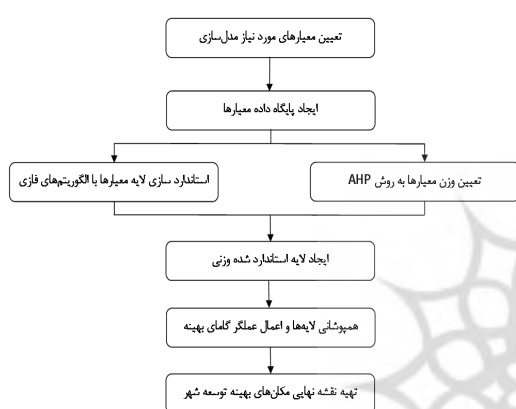 تعیین معیارهای مورد نیاز مدل‌سازی
ایجاد پایگاه داده معیارها
تعیین وزن معیارها به روش AHP
استاندارد سازی لایه معیارها با الگوریتم‌های فازی
ایجاد لایه استاندارد شده وزنی
همپوشانی لایه‌ها و اعمال عملگر گامای بهینه
تهیه نقشه نهایی مکان‌های بهینه توسعه شهر